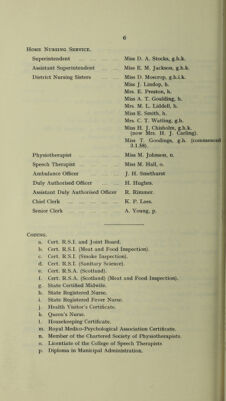 6
HOME NURSING SERVICE.
Superintendent Miss D. A. Stocks, g.h.k.
Assistant Superintendent Miss E. M. Jackson, g.h.k.
District Nursing Sisters Miss D. Moscrop, g.h.i.k.
Miss J. Lindop, h.
Mrs. E. Preston, h.
Miss A. T. Goulding, h.
Mrs. M. L. Liddell, h.
Miss E. Smith, h.
Mrs. C. T. Watling, g.h.
Miss H. J. Chisholm, g.h.k.
(now Mrs. H. J. Carling).
Miss T. Goodings, g.h. (commenced
3.1.58).
Physiotherapist Miss M. Johnson, n.
Speech Therapist Miss M. Hall, o.
Ambulance Officer J. H. Smethurst
Duly Authorised Officer H. Hughes.
Assistant Duly Authorised Officer R. Rimmer.
Chief Clerk K. P. Lees.
Senior Clerk A. Young, p.
CODING.
a. Cert. R.S.I. and Joint Board.
b. Cert. R.S.I. (Meat and Food Inspection).
c. Cert. R.S.I. (Smoke Inspection).
d. Cert. R.S.I. (Sanitary Science).
e. Cert. R.S.A. (Scotland).
f. Cert. R.S.A. (Scotland) (Meat and Food Inspection).
g. State Certified Midwife.
h. State Registered Nurse.
i. State Registered Fever Nurse.
j. Health Visitor's Certificate.
k. Queen's Nurse.
l. Housekeeping Certificate.
m. Royal Medico-Psychological Association Certificate.
n. Member of the Chartered Society of Physiotherapists.
o. Licentiate of the College of Speech Therapists
p. Diploma in Municipal Administration.